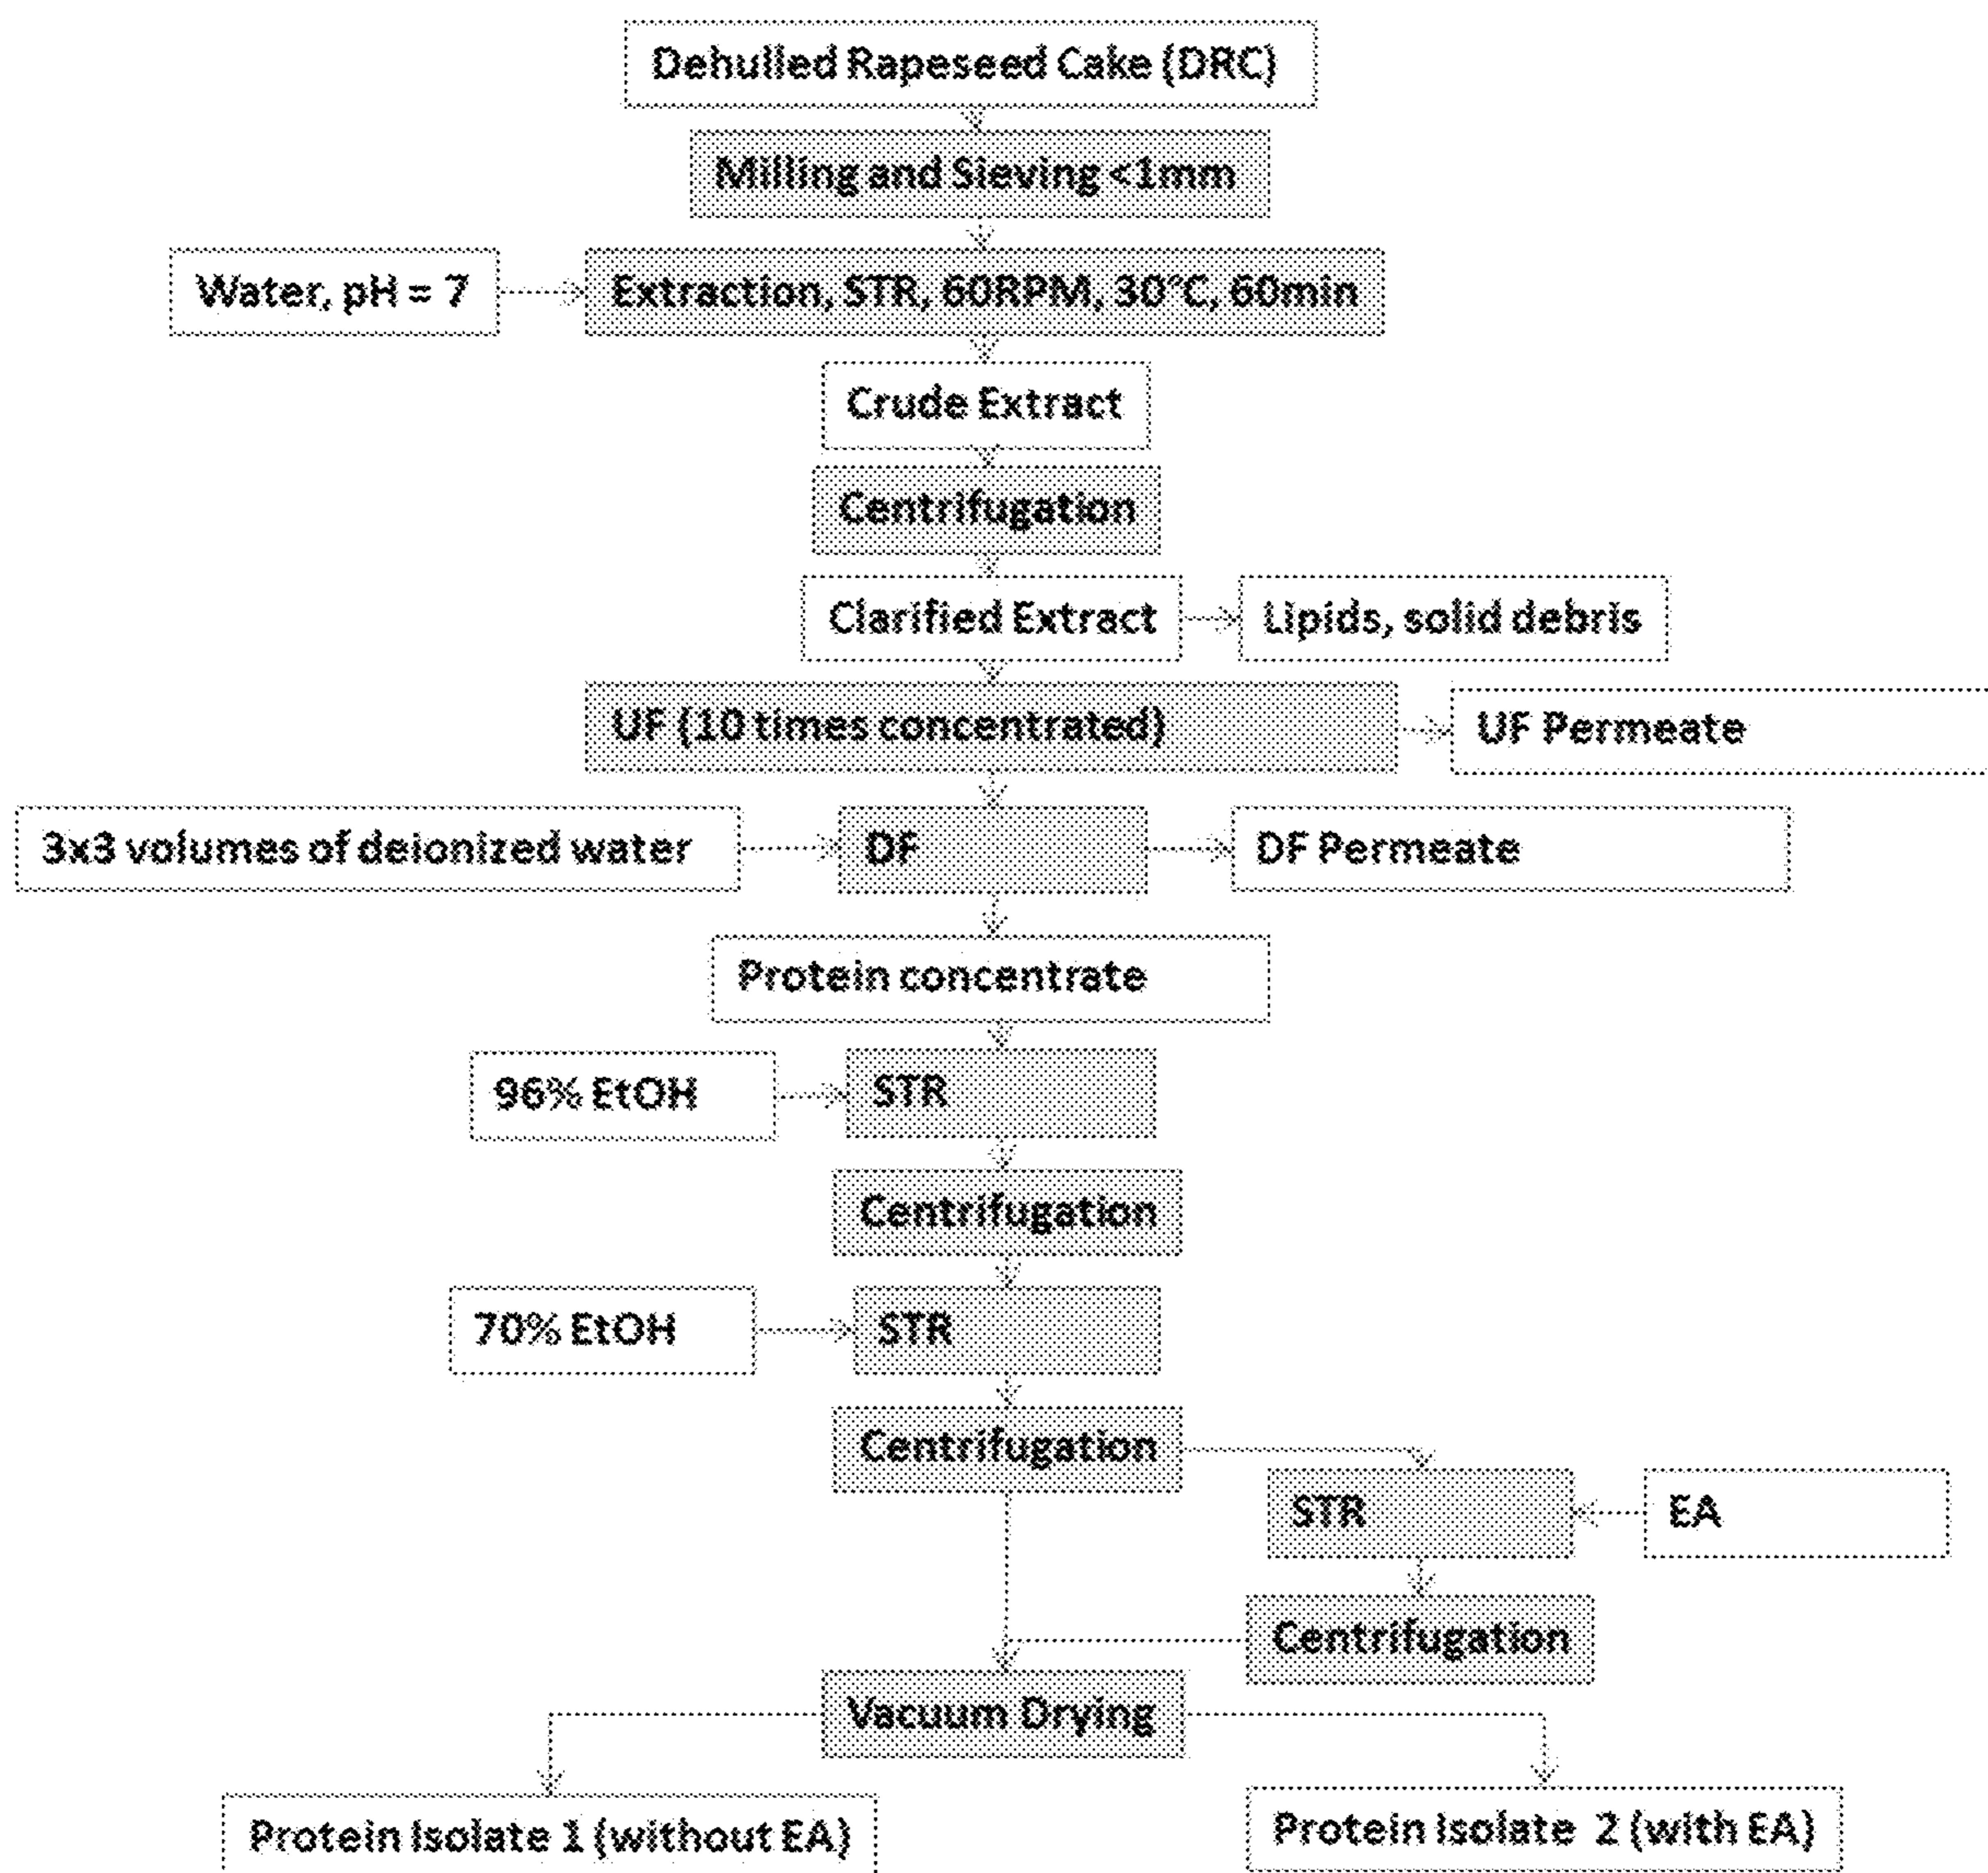 Dehulled Rapeseed Cake (DRC)
Milling and Sieving <1mm
Water, pH = 7
Extraction, STR, 60RPM, 30°C, 60min
Crude Extract
Centrifugation
Clarified Extract
Lipids, solid debris
UF (10 times concentrated)
UF Permeate
3x3 volumes of deionized water
DF
DF Permeate
Protein concentrate
96% EtOH
STR
Centrifugation
70% EtOH
STR
Centrifugation
STR
EA
Centrifugation
Vacuum Drying
Protein Isolate 1 (without EA)
Protein Isolate 2 (with EA)